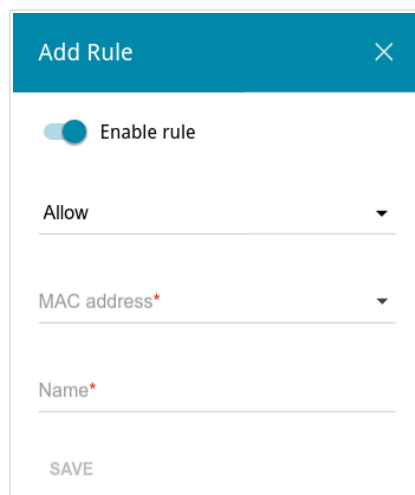 Add Rule
Enable rule
Allow
MAC address*
Name*
SAVE